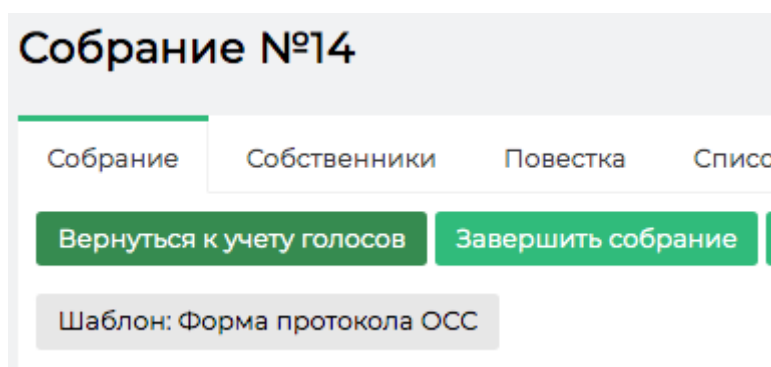 Собрание №14
Собрание Собственники Повестка
Вернуться к учету голосов Завершить собрание
Шаблон: Форма протокола ОСС